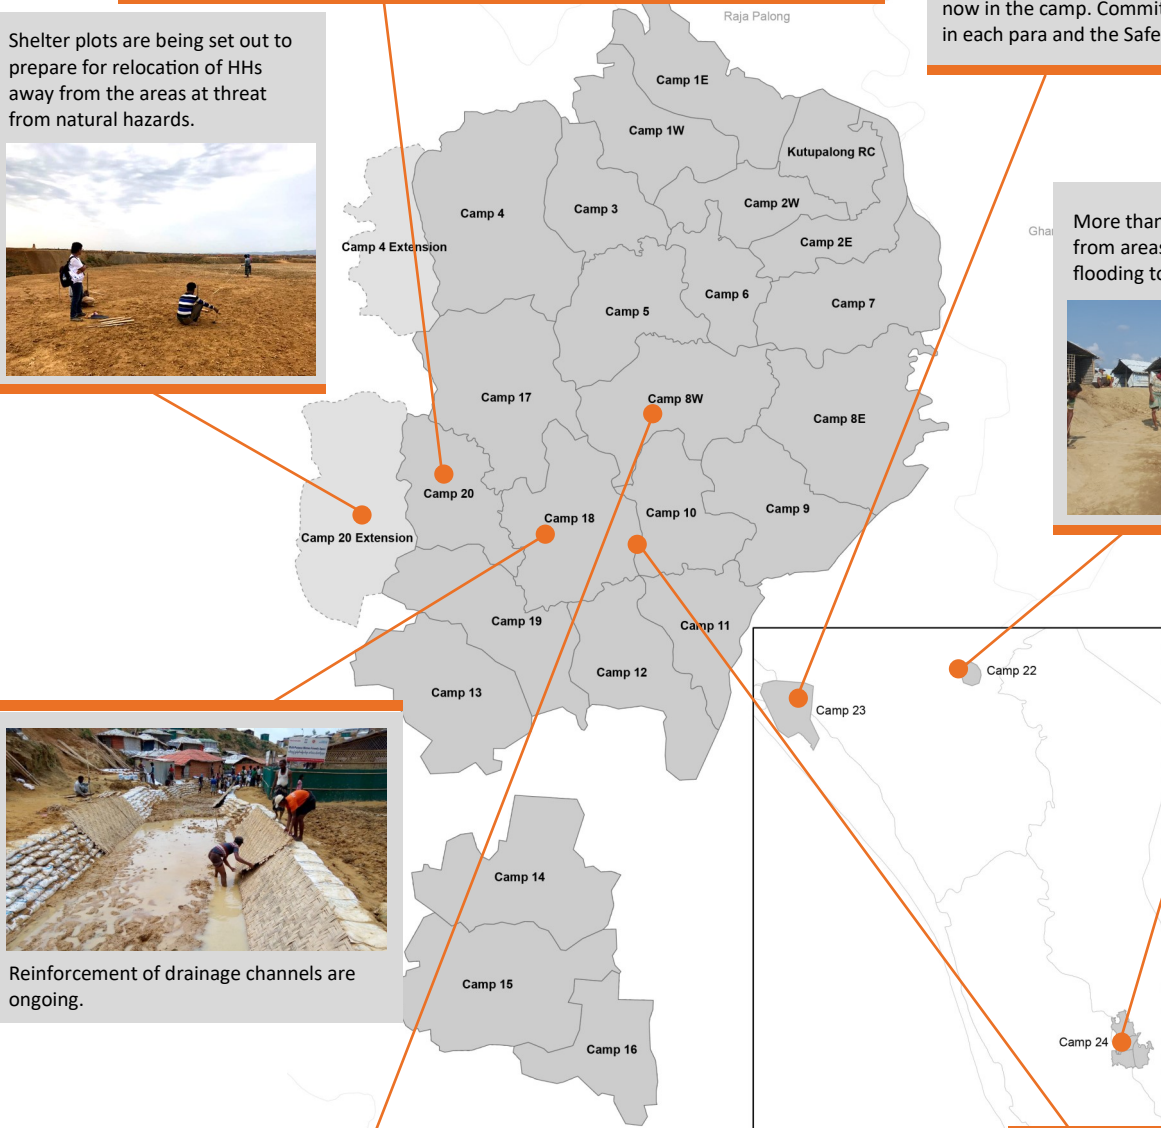 now in the camp. Commit
in each para and the Safe
Shelter plots are being set out to
prepare for relocation of HHs
away from the areas at threat
from natural hazards.
Raja Palong
Camp 1E
Camp 1W
Kutupalong RC
Camp 4
Camp 3
Camp 2W
Camp 2E
Camp 4 Extension
Gha
More than
from areas
flooding to
Camp 6
Camp 5
Camp 7
Camp 17
Camp 8W
Camp 8E
Camp 20
Camp 18
Camp 10
Camp 9
Camp 20 Extension
Camp 19
Camp 11
Camp 12
Camp 13
Camp 22
Camp 23
Reinforcement of drainage channels are
ongoing.
Camp 14
Camp 15
Camp 16
Camp 24